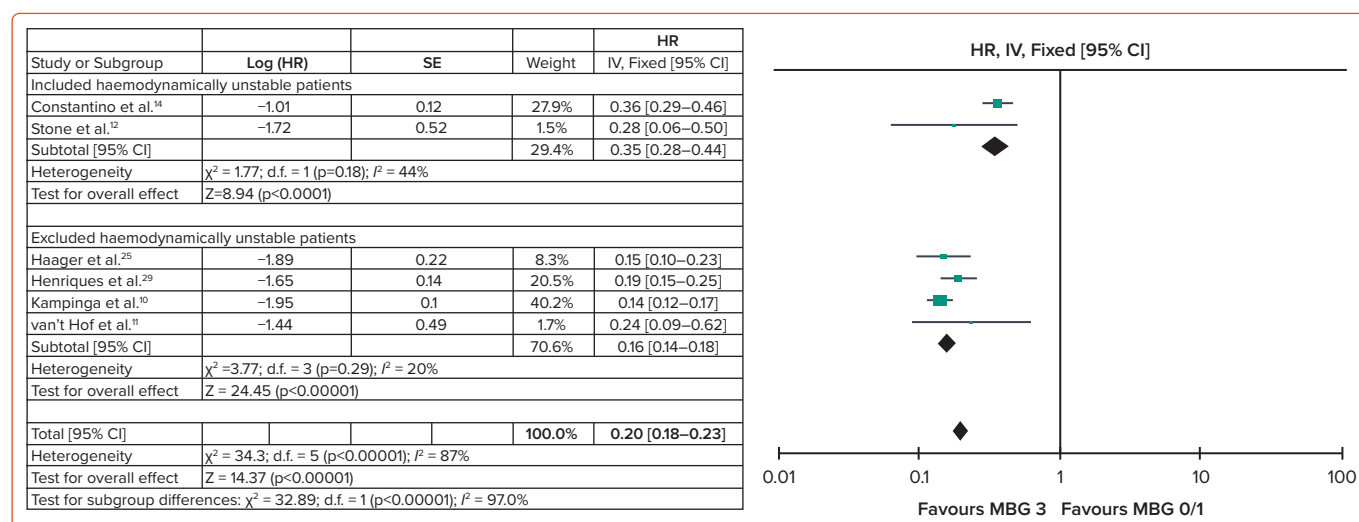 HR
Study or Subgroup Log (HR) SE Weight IV, Fixed [95% CI]
Included haemodynamically unstable patients
Constantino et al.¹⁴ −1.01 0.12 27.9% 0.36 [0.29–0.46]
Stone et al.¹² −1.72 0.52 1.5% 0.28 [0.06–0.50]
Subtotal [95% CI] 29.4% 0.35 [0.28–0.44]
Heterogeneity χ² = 1.77; d.f. = 1 (p=0.18); I² = 44%
Test for overall effect Z=8.94 (p<0.0001)
Excluded haemodynamically unstable patients
Haager et al.²⁵ −1.89 0.22 8.3% 0.15 [0.10–0.23]
Henriques et al.²⁹ −1.65 0.14 20.5% 0.19 [0.15–0.25]
Kampinga et al.¹⁰ −1.95 0.1 40.2% 0.14 [0.12–0.17]
van't Hof et al.¹¹ −1.44 0.49 1.7% 0.24 [0.09–0.62]
Subtotal [95% CI] 70.6% 0.16 [0.14–0.18]
Heterogeneity χ² =3.77; d.f. = 3 (p=0.29); I² = 20%
Test for overall effect Z = 24.45 (p<0.00001)
Total [95% CI] 100.0% 0.20 [0.18–0.23]
Heterogeneity χ² = 34.3; d.f. = 5 (p<0.00001); I² = 87%
Test for overall effect Z = 14.37 (p<0.00001)
Test for subgroup differences: χ² = 32.89; d.f. = 1 (p<0.00001); I² = 97.0%
HR, IV, Fixed [95% CI]
0.01 0.1 1 10 100
Favours MBG 3 Favours MBG 0/1